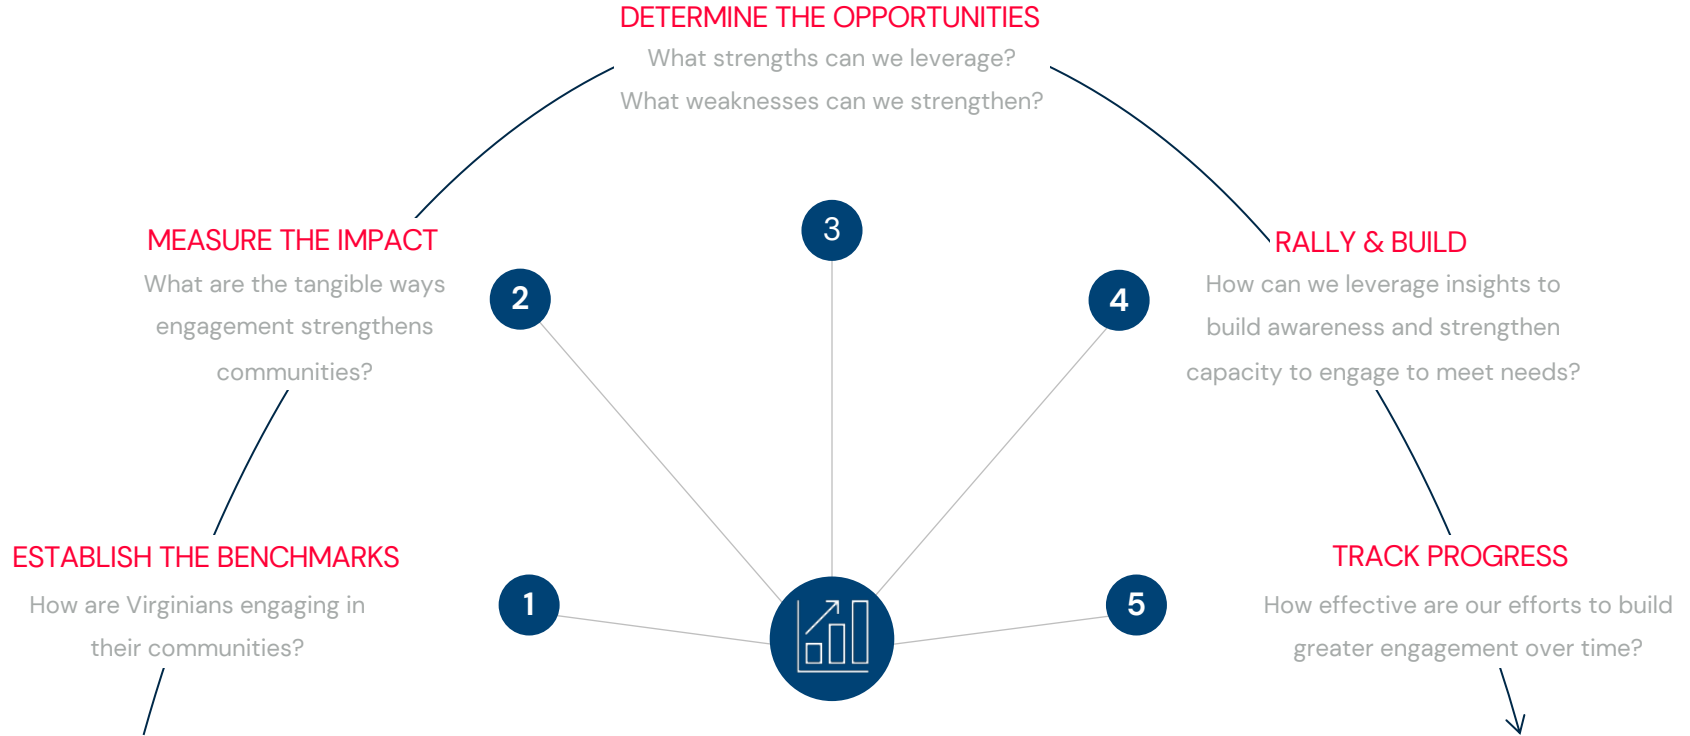 ESTABLISH THE BENCHMARKS
How are Virginians engaging in
their communities?
1
MEASURE THE IMPACT
What are the tangible ways
engagement strengthens
communities?
2
DETERMINE THE OPPORTUNITIES
What strengths can we leverage?
What weaknesses can we strengthen?
3
RALLY & BUILD
How can we leverage insights to
build awareness and strengthen
capacity to engage to meet needs?
4
TRACK PROGRESS
How effective are our efforts to build
greater engagement over time?
5